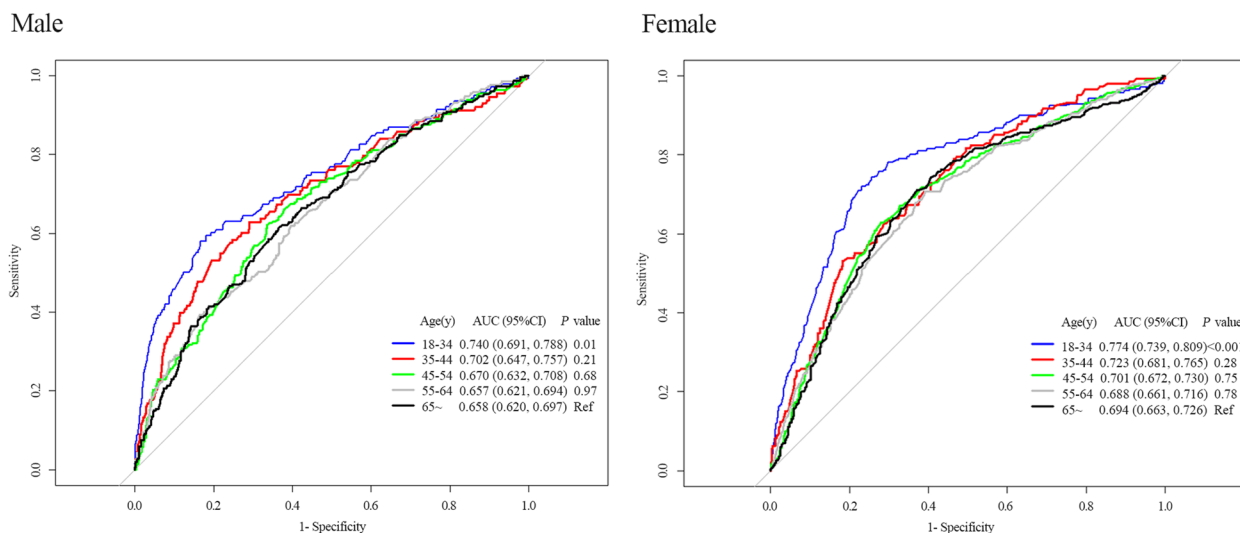 Male
1.0
0.8
0.6
0.4
0.2
0.0
Sensitivity
Age(y) AUC (95%CI) P value
18-34 0.740 (0.691, 0.788) 0.01
35-44 0.702 (0.647, 0.757) 0.21
45-54 0.670 (0.632, 0.708) 0.68
55-64 0.657 (0.621, 0.694) 0.97
65~ 0.658 (0.620, 0.697) Ref
0.0 0.2 0.4 0.6 0.8 1.0
1- Specificity
Female
1.0
0.8
0.6
0.4
0.2
0.0
Sensitivity
Age(y) AUC (95%CI) P value
18-34 0.774 (0.739, 0.809)<0.001
35-44 0.723 (0.681, 0.765) 0.28
45-54 0.701 (0.672, 0.730) 0.75
55-64 0.688 (0.661, 0.716) 0.78
65~ 0.694 (0.663, 0.726) Ref
0.0 0.2 0.4 0.6 0.8 1.0
1- Specificity